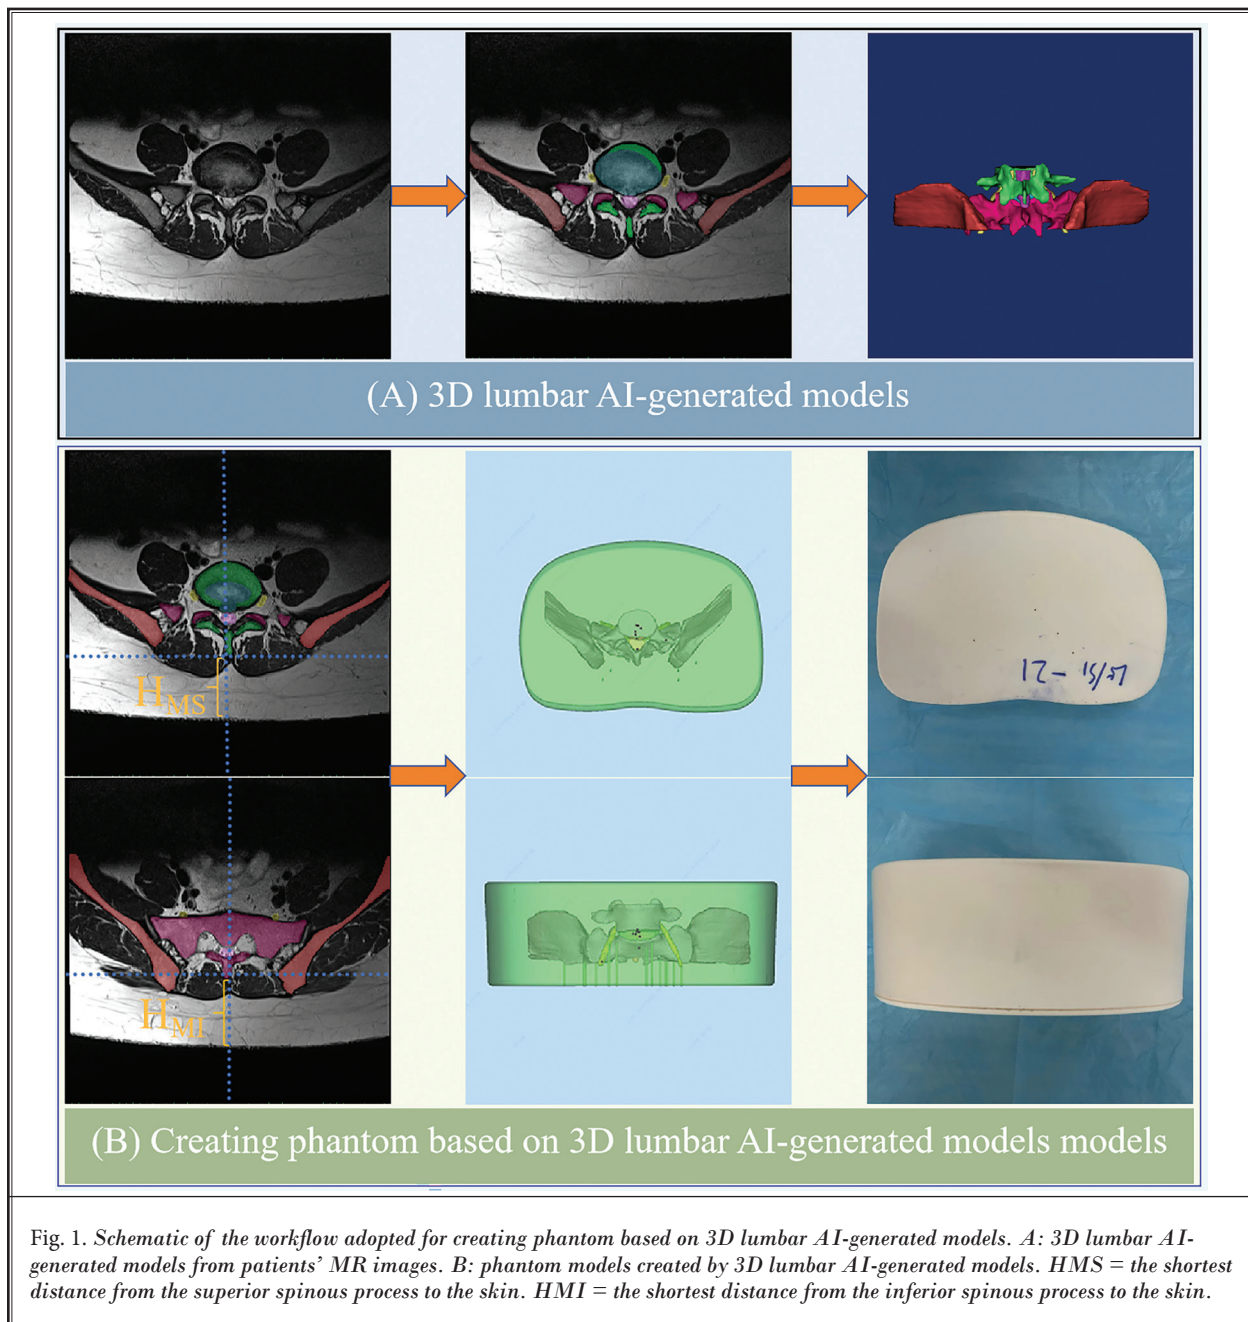 (A) 3D lumbar AI-generated models
H_MS
12 - 15/27
H_MI
(B) Creating phantom based on 3D lumbar AI-generated models models
Fig. 1. Schematic of the workflow adopted for creating phantom based on 3D lumbar AI-generated models. A: 3D lumbar AI-
generated models from patients’ MR images. B: phantom models created by 3D lumbar AI-generated models. HMS = the shortest
distance from the superior spinous process to the skin. HMI = the shortest distance from the inferior spinous process to the skin.